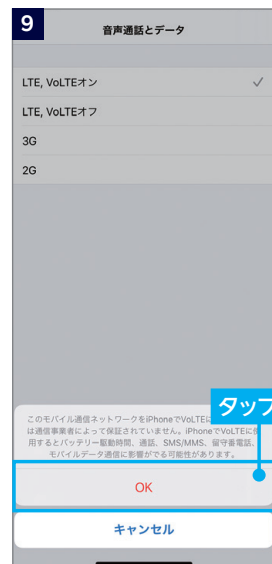 9
音声通話とデータ
LTE, VoLTEオン
LTE, VoLTEオフ
3G
2G
このモバイル通信ネットワークをiPhoneでVoLTEに
は通信事業者によって保証されていません。iPhoneでVoLTEに使
用するとバッテリー駆動時間、通話、SMS/MMS、留守番電話、
モバイルデータ通信に影響がでる可能性があります。
タップ
OK
キャンセル